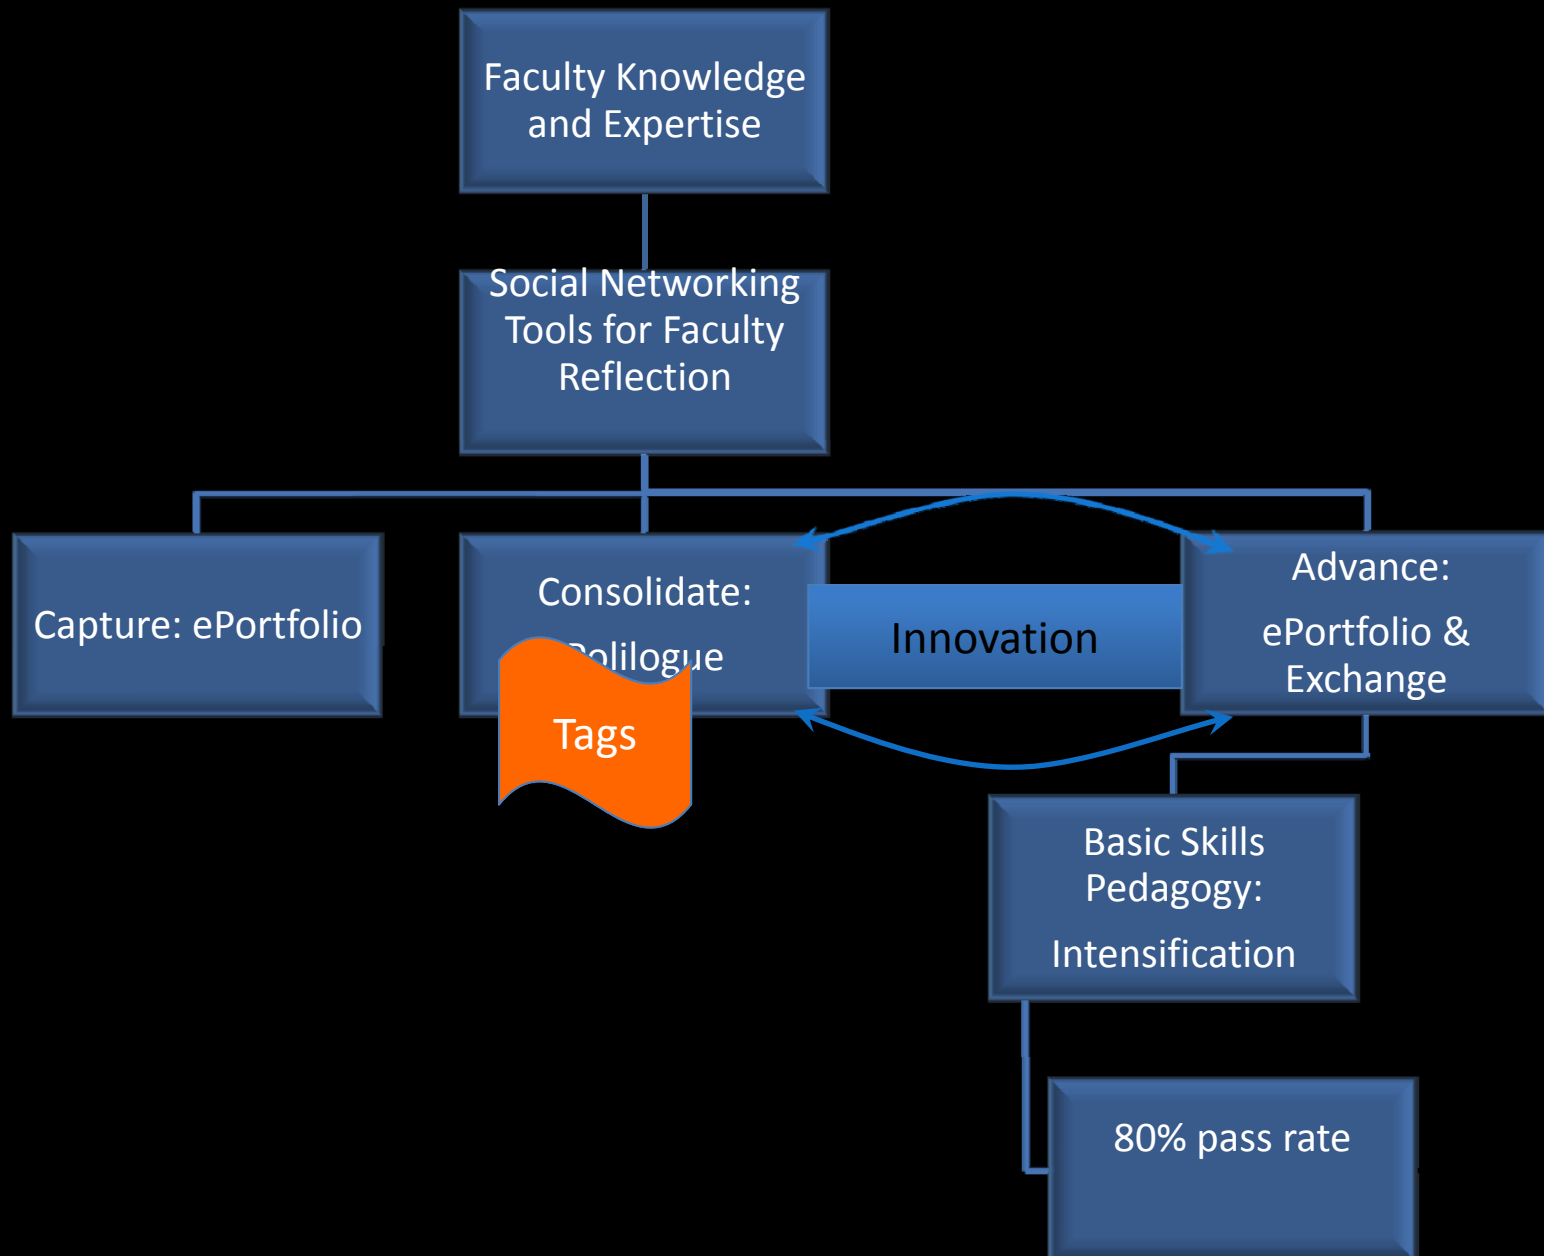 Faculty Knowledge
and Expertise
Social Networking
Tools for Faculty
Reflection
Capture: ePortfolio
Consolidate:
Polilogue
Tags
Innovation
Advance:
ePortfolio &
Exchange
Basic Skills
Pedagogy:
Intensification
80% pass rate